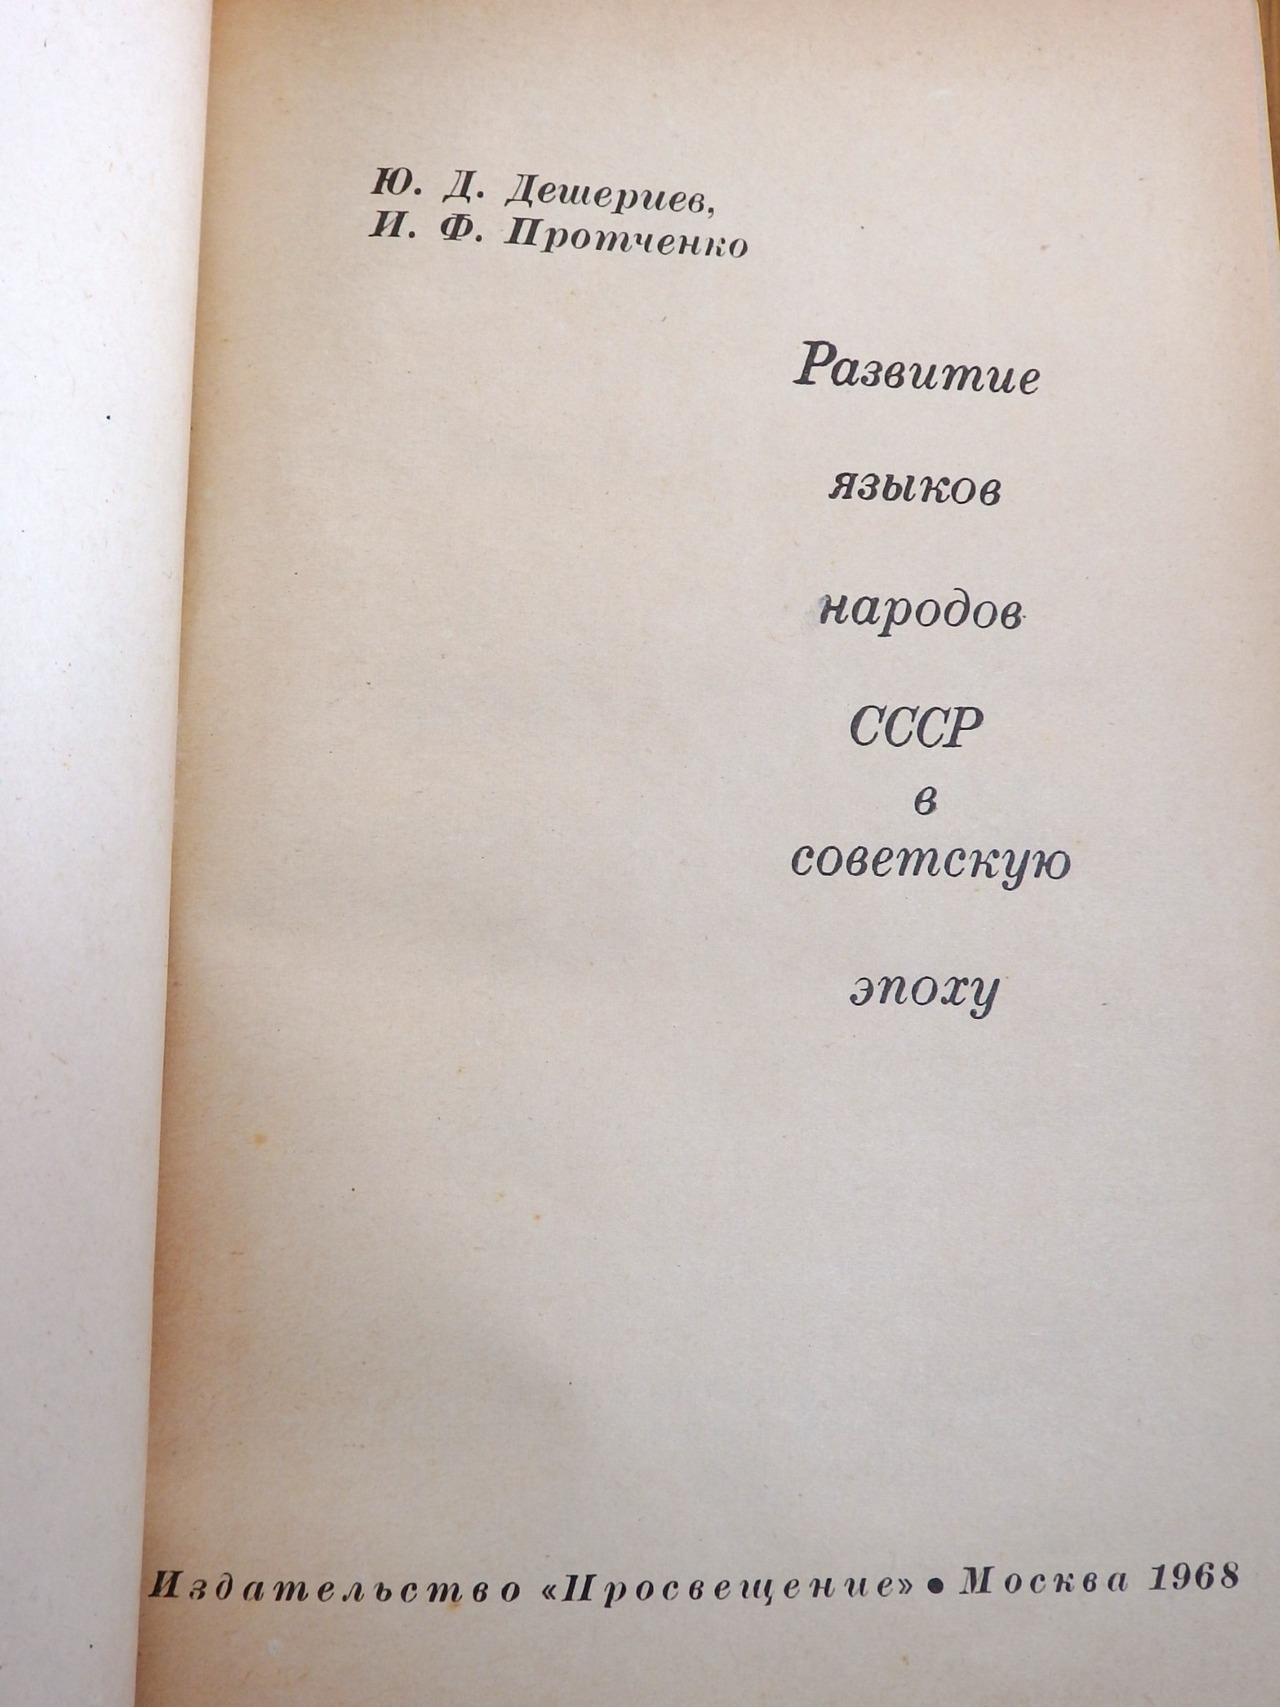 Ю. Д. Дешериев,
И. Ф. Протченко
Развитие
языков
народов
СССР
в
советскую
эпоху
Издательство «Просвещение» ● Москва 1968